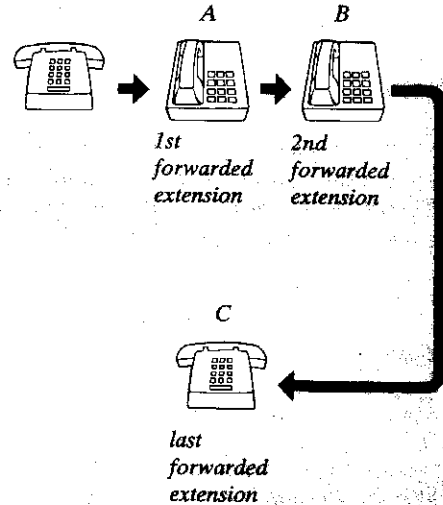 A
B
1st
forwarded
extension
2nd
forwarded
extension
C
last
forwarded
extension